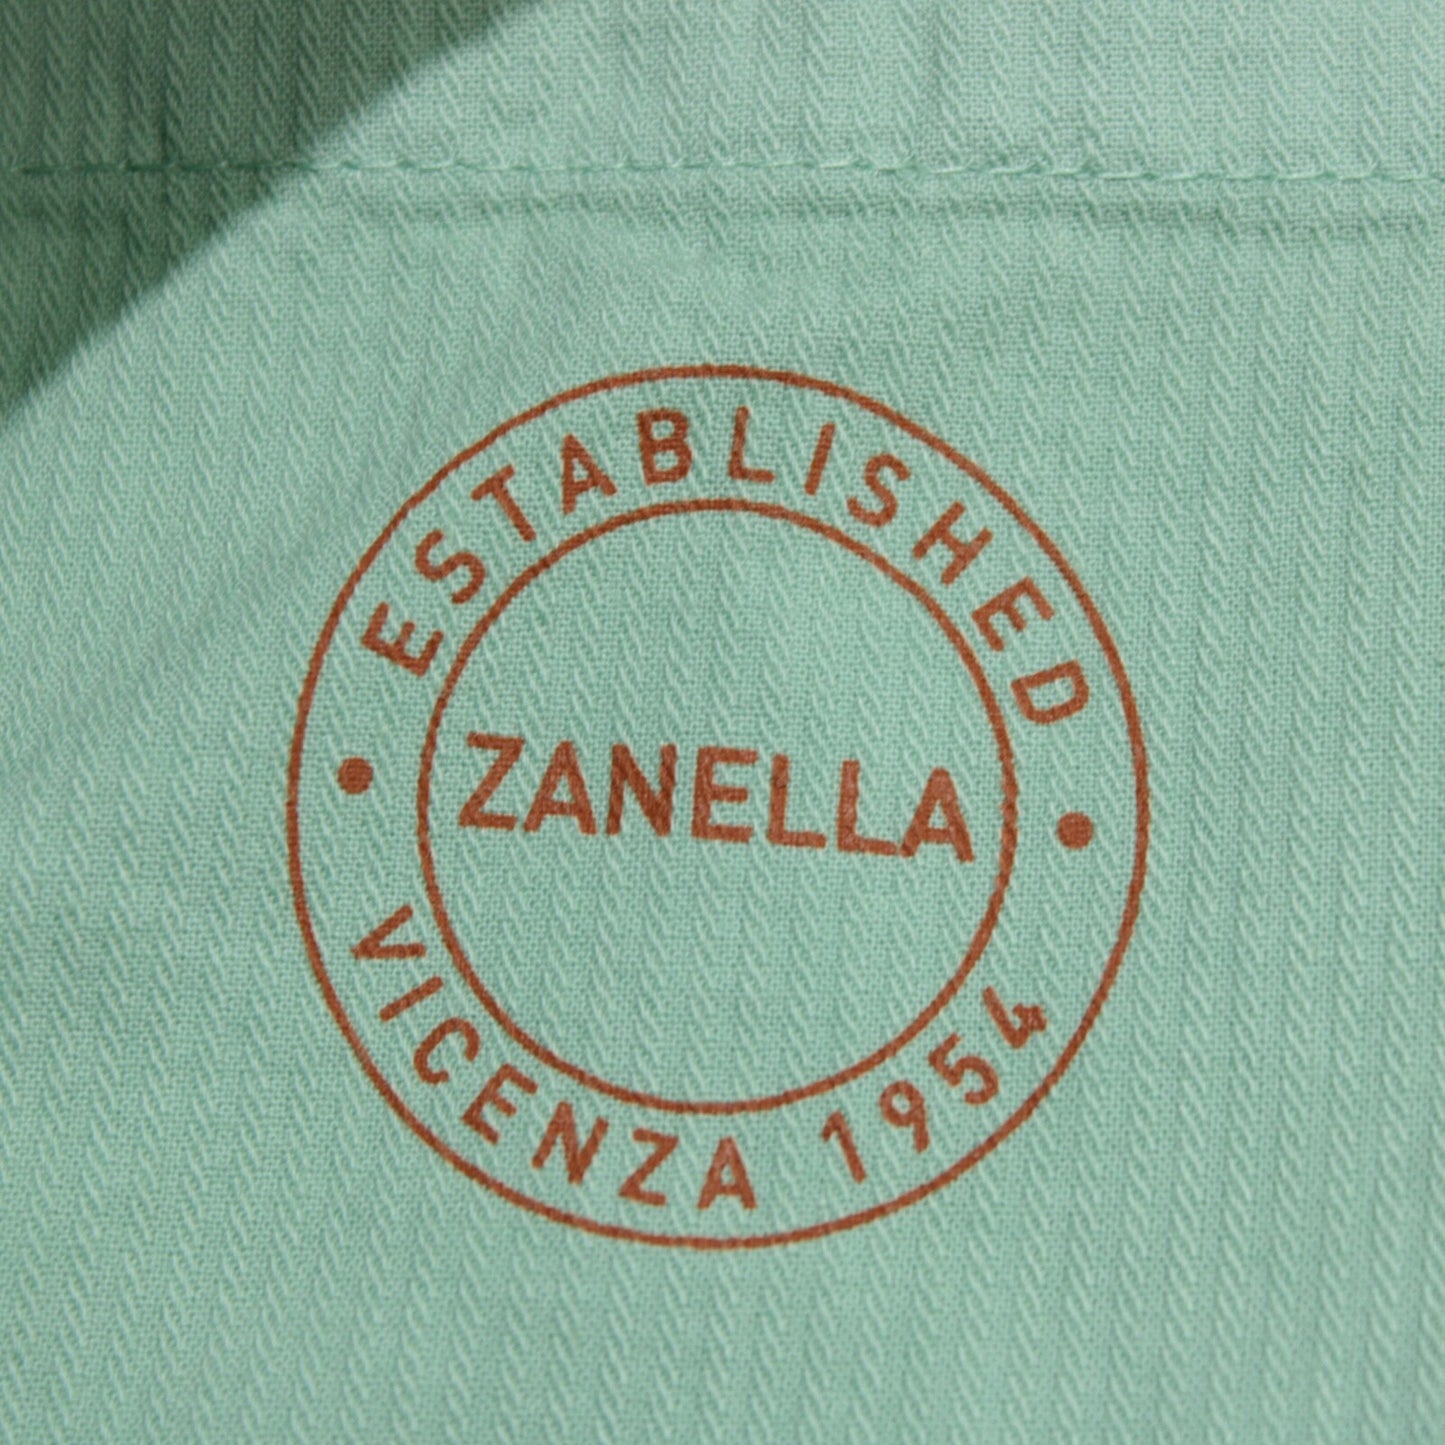 ESTABLISHED
ZANELLA
VICENZA 1954